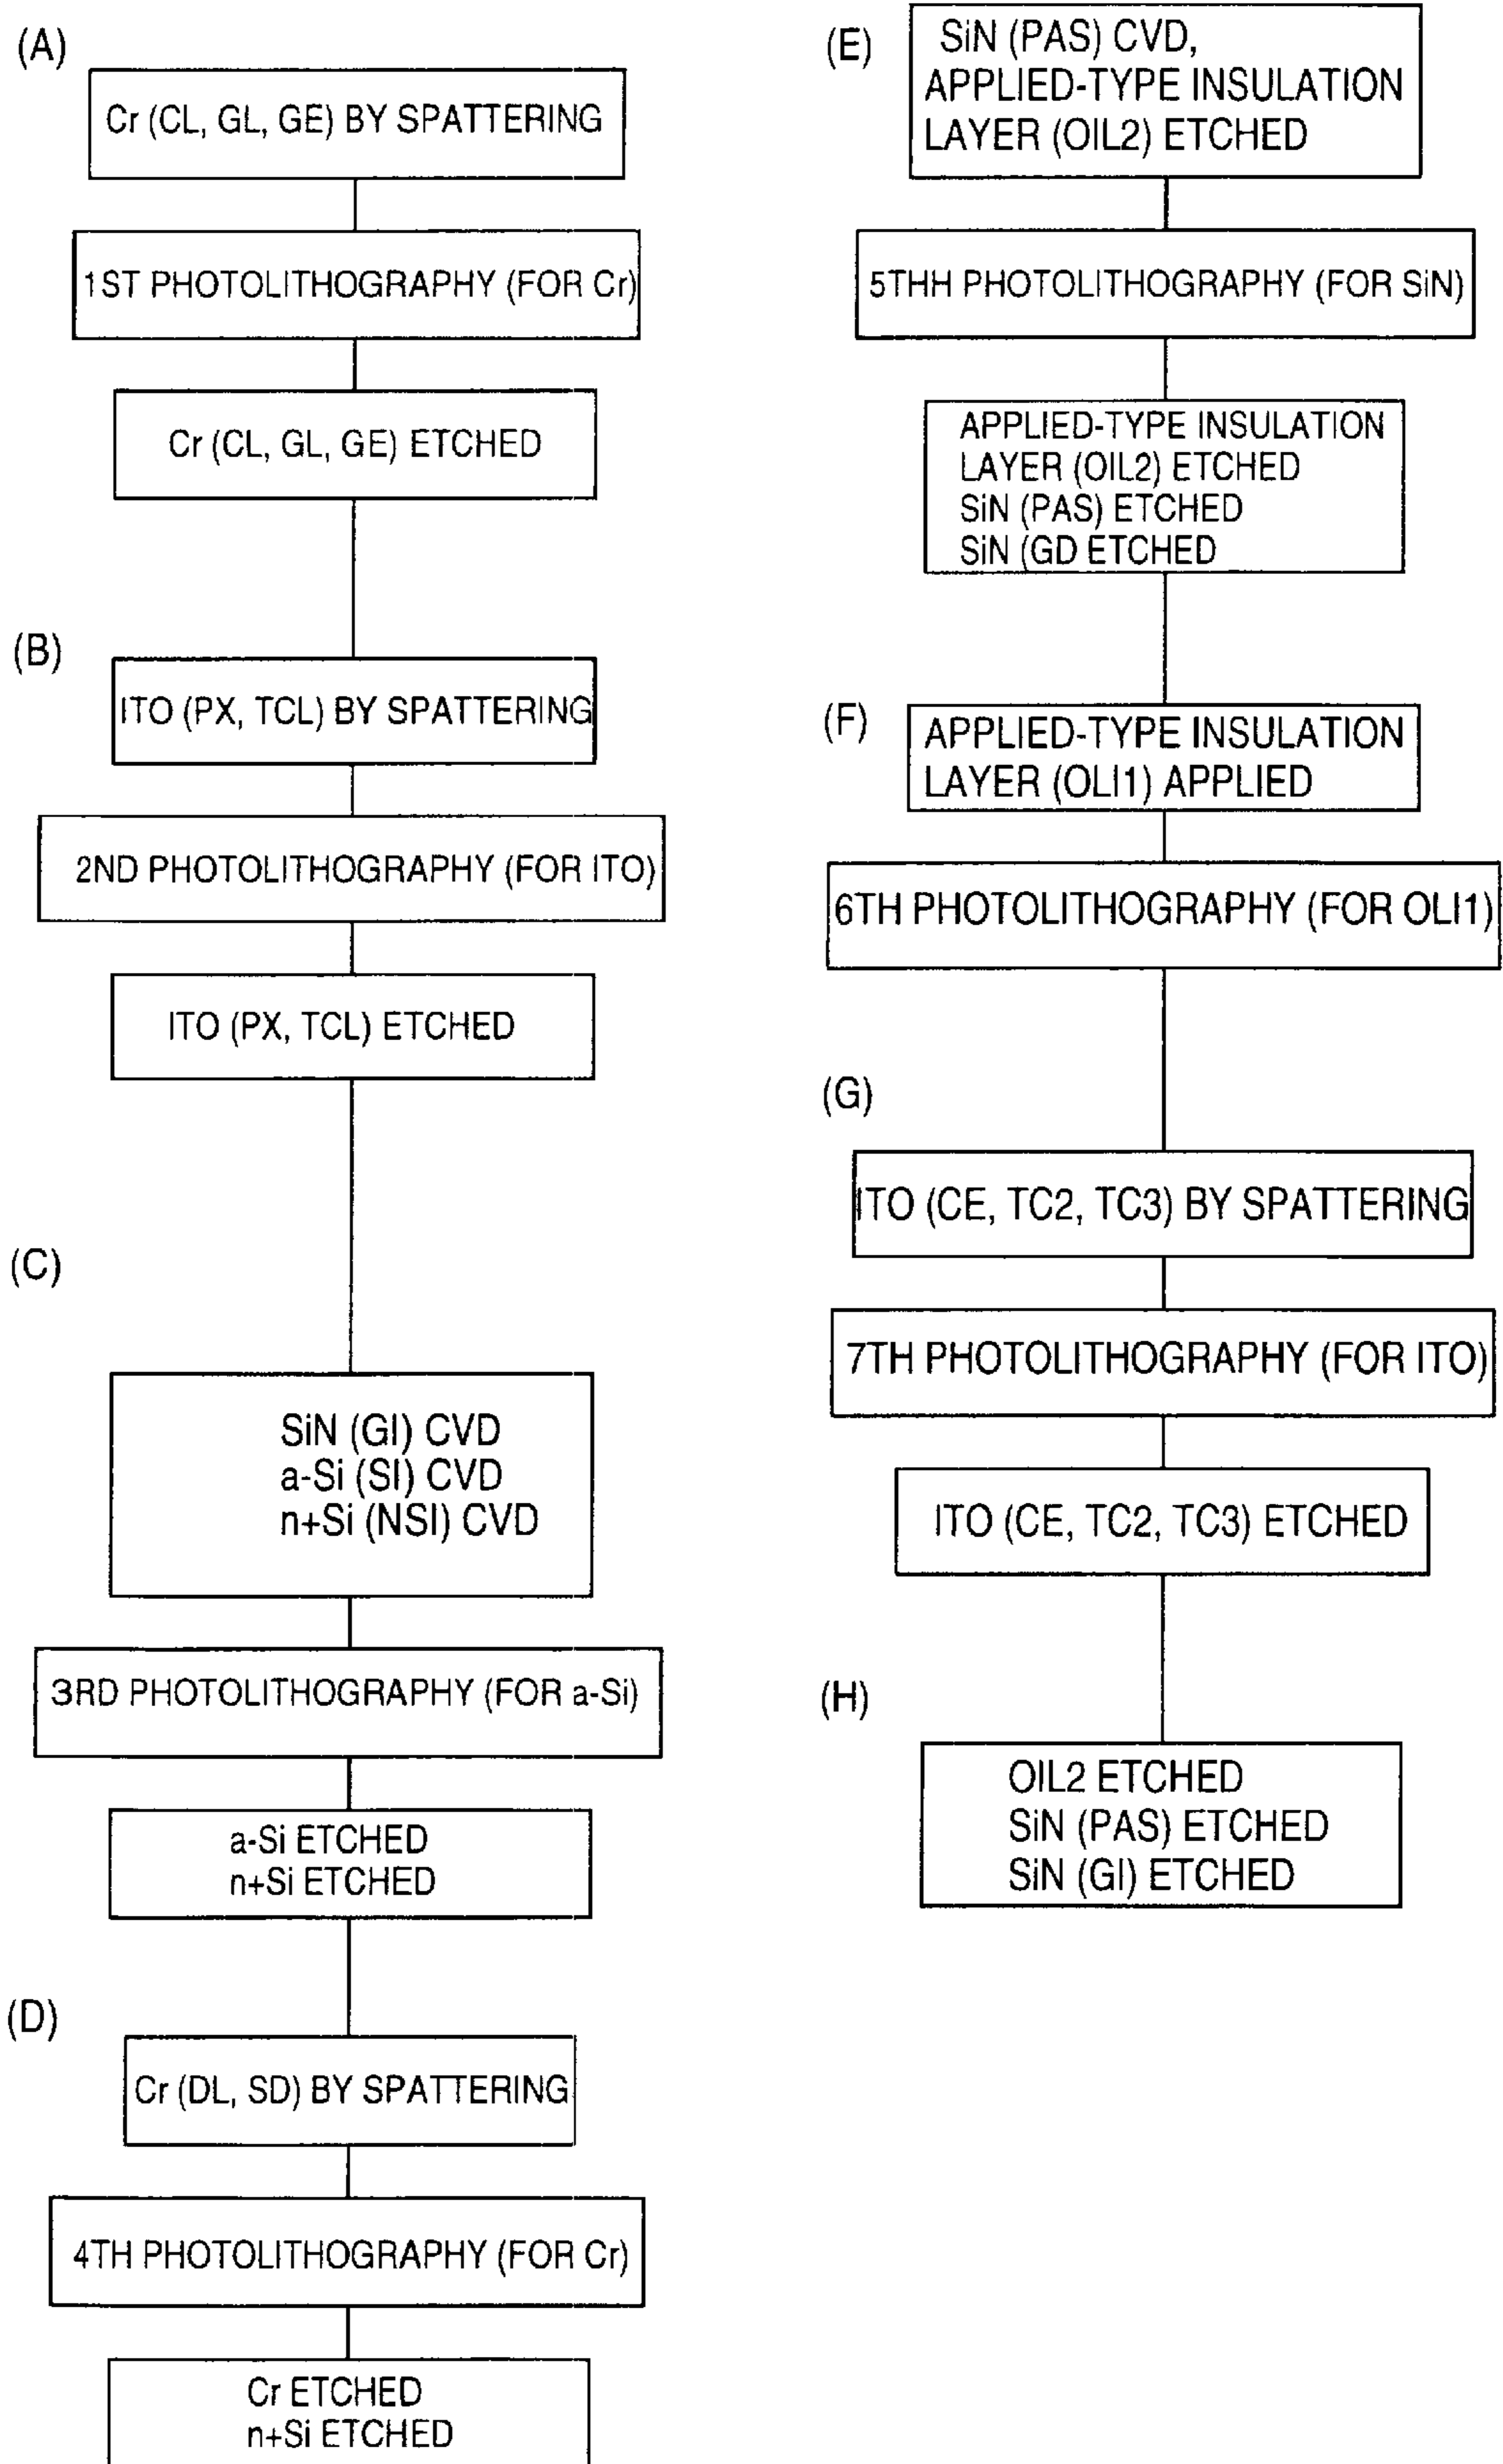 (A)
Cr (CL, GL, GE) BY SPATTERING
1ST PHOTOLITHOGRAPHY (FOR Cr)
Cr (CL, GL, GE) ETCHED
(B)
ITO (PX, TCL) BY SPATTERING
2ND PHOTOLITHOGRAPHY (FOR ITO)
ITO (PX, TCL) ETCHED
(C)
SiN (GI) CVD
a-Si (SI) CVD
n+Si (NSI) CVD
3RD PHOTOLITHOGRAPHY (FOR a-Si)
a-Si ETCHED
n+Si ETCHED
(D)
Cr (DL, SD) BY SPATTERING
4TH PHOTOLITHOGRAPHY (FOR Cr)
Cr ETCHED
n+Si ETCHED
(E)
SiN (PAS) CVD,
APPLIED-TYPE INSULATION
LAYER (OIL2) ETCHED
5THH PHOTOLITHOGRAPHY (FOR SiN)
APPLIED-TYPE INSULATION
LAYER (OIL2) ETCHED
SiN (PAS) ETCHED
SiN (GD ETCHED
(F)
APPLIED-TYPE INSULATION
LAYER (OLI1) APPLIED
6TH PHOTOLITHOGRAPHY (FOR OLI1)
(G)
ITO (CE, TC2, TC3) BY SPATTERING
7TH PHOTOLITHOGRAPHY (FOR ITO)
ITO (CE, TC2, TC3) ETCHED
(H)
OIL2 ETCHED
SiN (PAS) ETCHED
SiN (GI) ETCHED